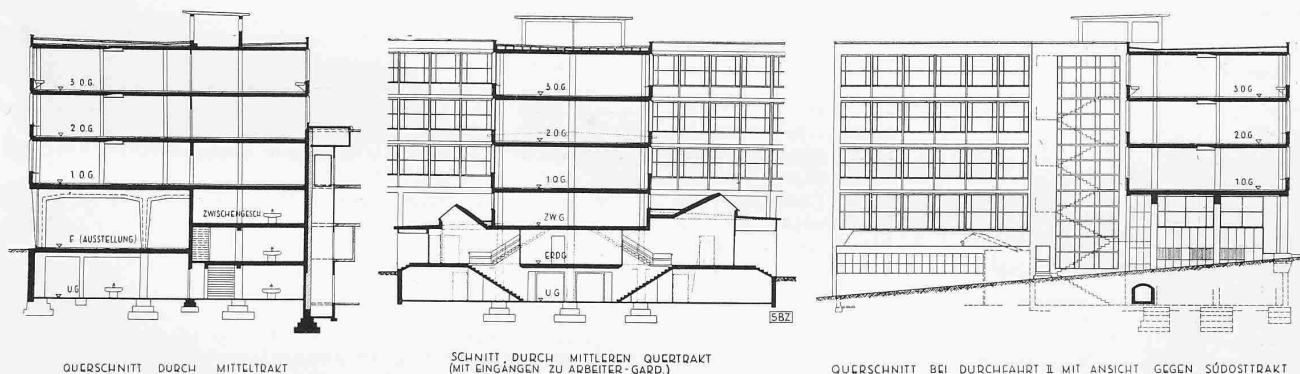 3 O.G.
2 O.G.
1 O.G.
ZWISCHENGESCH.
E (AUSSTELLUNG)
U.G.
QUERSCHNITT DURCH MITTELTRAKT
3.O.G.
2.O.G.
1.O.G.
ZW.G.
ERDG.
U.G.
SBZ
SCHNITT DURCH MITTLEREN QUERTRAKT
(MIT EINGÄNGEN ZU ARBEITER-GARD.)
3.O.G.
2.O.G.
1.O.G.
QUERSCHNITT BEI DURCHFAHRT II MIT ANSICHT GEGEN SÜDOSTTRAKT